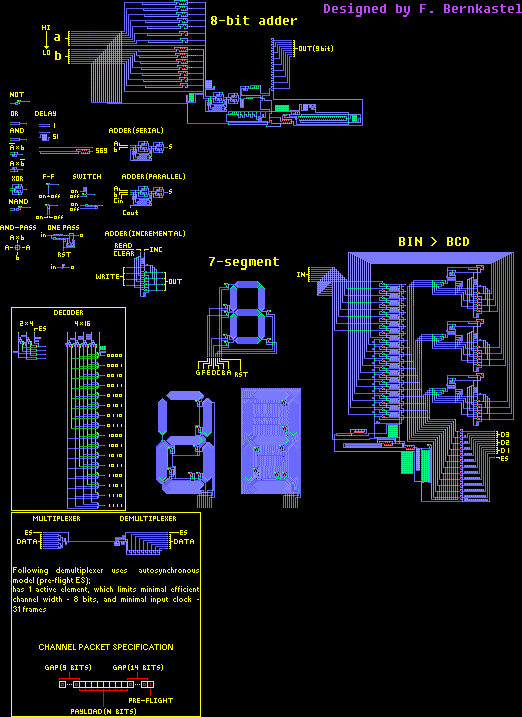 Designed by F. Bernkastel
8-bit adder
HI
a
b
LO
OUT(9bit)
NOT
OR
DELAY
1
AND
51
A×b
A×b
569
ADDER(SERIAL)
A
b
S
XOR
F-F
SWITCH
ADDER(PARALLEL)
on
off
on
off
A
b
Cin
S
NAND
on
off
on
off
Cout
AND-PASS
ONE PASS
ADDER(INCREMENTAL)
A×b
in
o
READ
INC
A
A
CLEAR
b
RST
in
o
WRITE
OUT
7-segment
BIN > BCD
IN
DECODER
2×4
ES
4×16
0000
0001
0010
0011
0100
0101
0110
0111
1000
1001
1010
1011
1100
1101
1110
1111
GFEDCBA
RST
D3
D2
D1
ES
MULTIPLEXER
DEMULTIPLEXER
ES
DATA
ES
DATA
Following demultiplexer uses autosynchronous
model (pre-flight ES);
has 1 active element, which limits minimal efficient
channel width - 8 bits, and minimal input clock -
31 frames
CHANNEL PACKET SPECIFICATION
GAP(9 BITS)
GAP(14 BITS)
PRE-FLIGHT
PAYLOAD(N BITS)